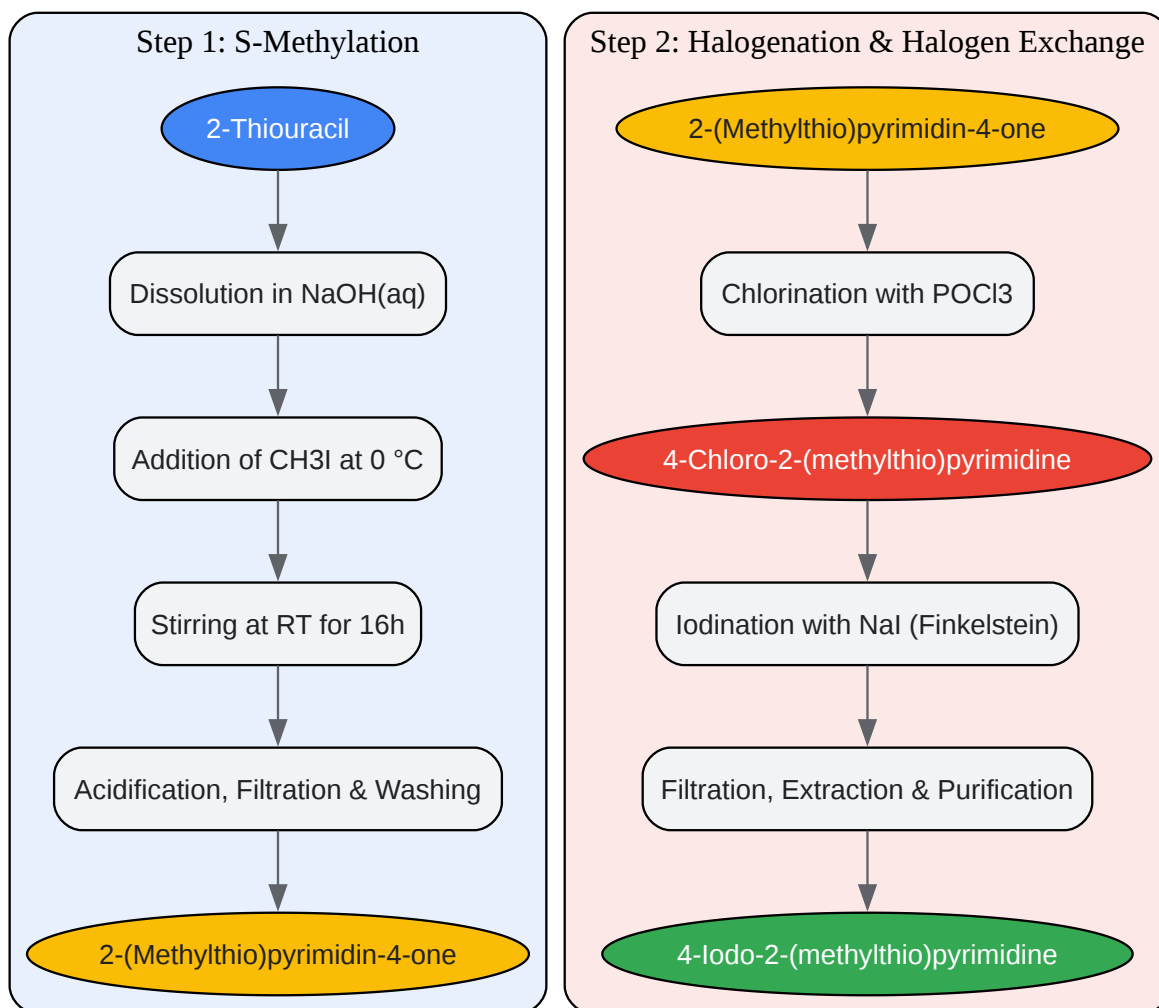 Step 1: S-Methylation
2-Thiouracil
Dissolution in NaOH(aq)
Addition of CH3I at 0 °C
Stirring at RT for 16h
Acidification, Filtration & Washing
2-(Methylthio)pyrimidin-4-one
Step 2: Halogenation & Halogen Exchange
2-(Methylthio)pyrimidin-4-one
Chlorination with POCl3
4-Chloro-2-(methylthio)pyrimidine
Iodination with NaI (Finkelstein)
Filtration, Extraction & Purification
4-Iodo-2-(methylthio)pyrimidine